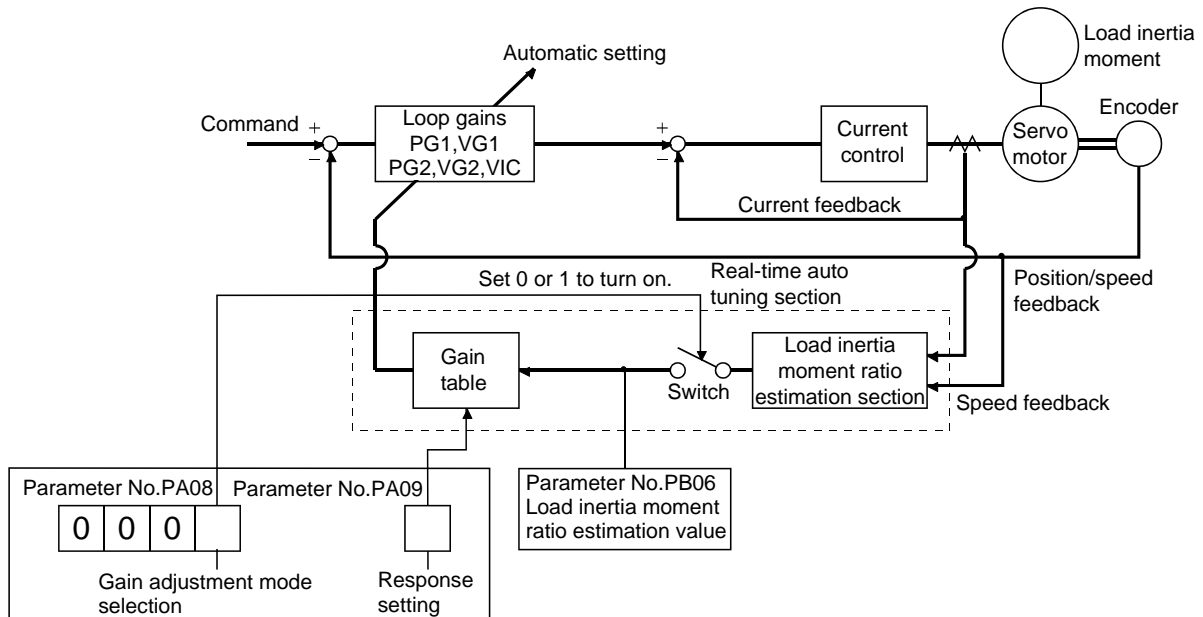 Automatic setting
Load inertia
moment
Command
+
−
Loop gains
PG1,VG1
PG2,VG2,VIC
+
−
Current
control
Servo
motor
Encoder
Current feedback
Set 0 or 1 to turn on.
Real-time auto
tuning section
Position/speed
feedback
Gain
table
Switch
Load inertia
moment ratio
estimation section
Speed feedback
Parameter No.PA08
Parameter No.PA09
0 0 0
Gain adjustment mode
selection
Response
setting
Parameter No.PB06
Load inertia moment
ratio estimation value